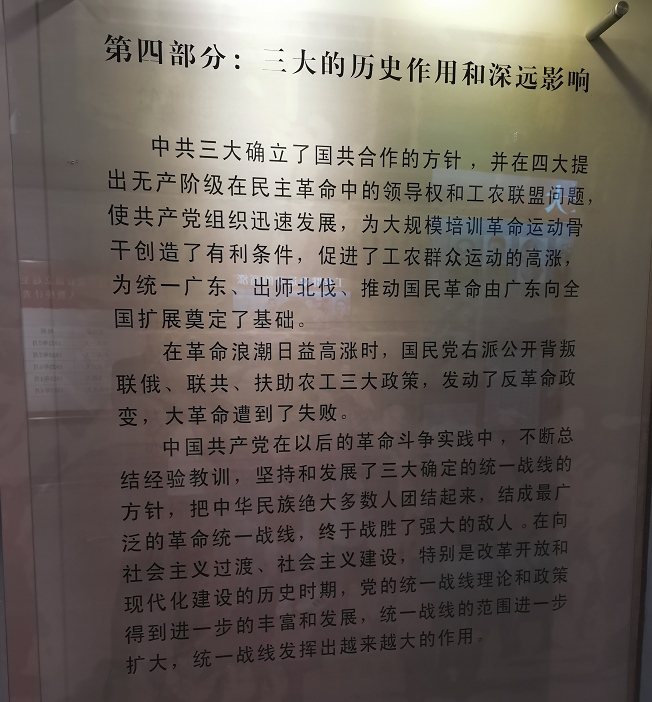 第四部分：三大的历史作用和深远影响
中共三大确立了国共合作的方针，并在四大提
出无产阶级在民主革命中的领导权和工农联盟问题，
使共产党组织迅速发展，为大规模培训革命运动骨
干创造了有利条件，促进了工农群众运动的高涨，
为统一广东、出师北伐、推动国民革命由广东向全
国扩展奠定了基础。
在革命浪潮日益高涨时，国民党右派公开背叛
联俄、联共、扶助农工三大政策，发动了反革命政
变，大革命遭到了失败。
中国共产党在以后的革命斗争实践中，不断总
结经验教训，坚持和发展了三大确定的统一战线的
方针，把中华民族绝大多数人团结起来，结成最广
泛的革命统一战线，终于战胜了强大的敌人。在向
社会主义过渡、社会主义建设，特别是改革开放和
现代化建设的历史时期，党的统一战线理论和政策
得到进一步的丰富和发展，统一战线的范围进一步
扩大，统一战线发挥出越来越大的作用。